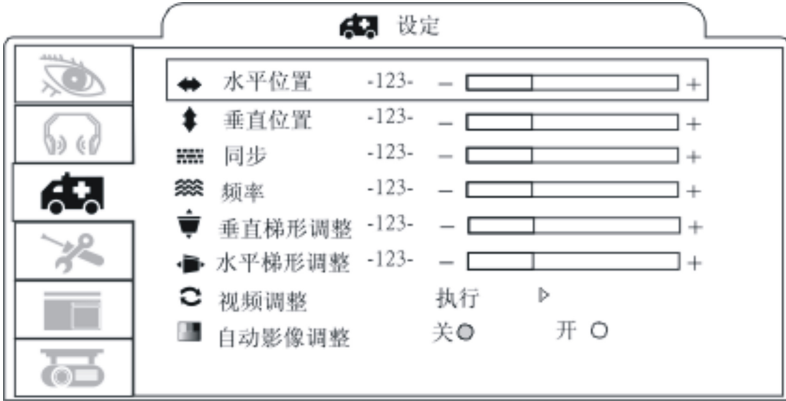 设定
水平位置 -123- − +
垂直位置 -123- − +
同步 -123- − +
频率 -123- − +
垂直梯形调整 -123- − +
水平梯形调整 -123- − +
视频调整 执行
自动影像调整 关 开